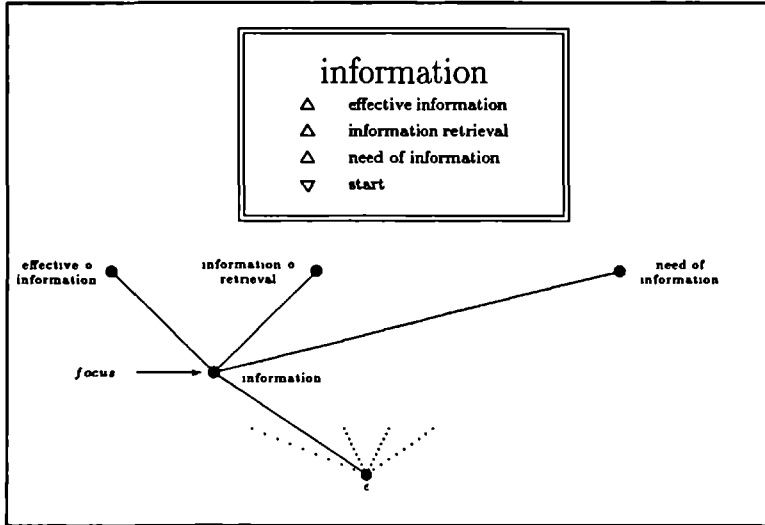 information
△ effective information
△ information retrieval
△ need of information
▽ start
effective o
information
information o
retrieval
need of
information
focus
information
ε